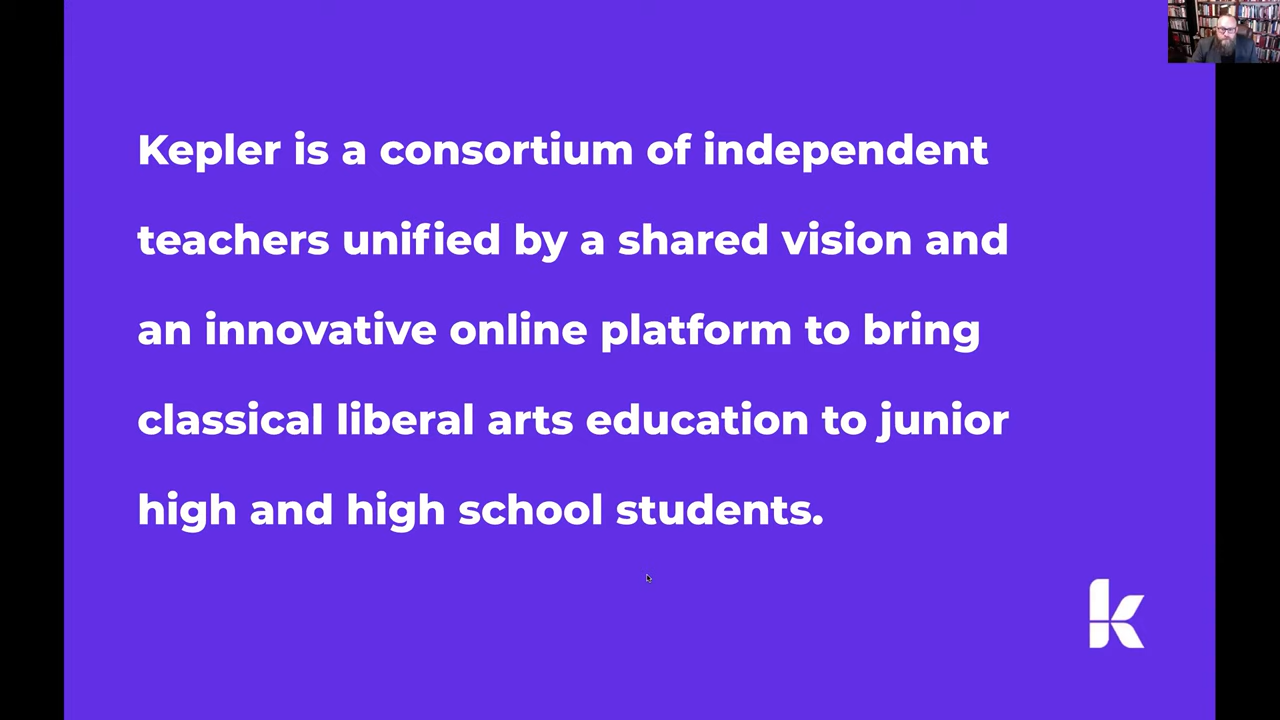 Kepler is a consortium of independent
teachers unified by a shared vision and
an innovative online platform to bring
classical liberal arts education to junior
high and high school students.
k